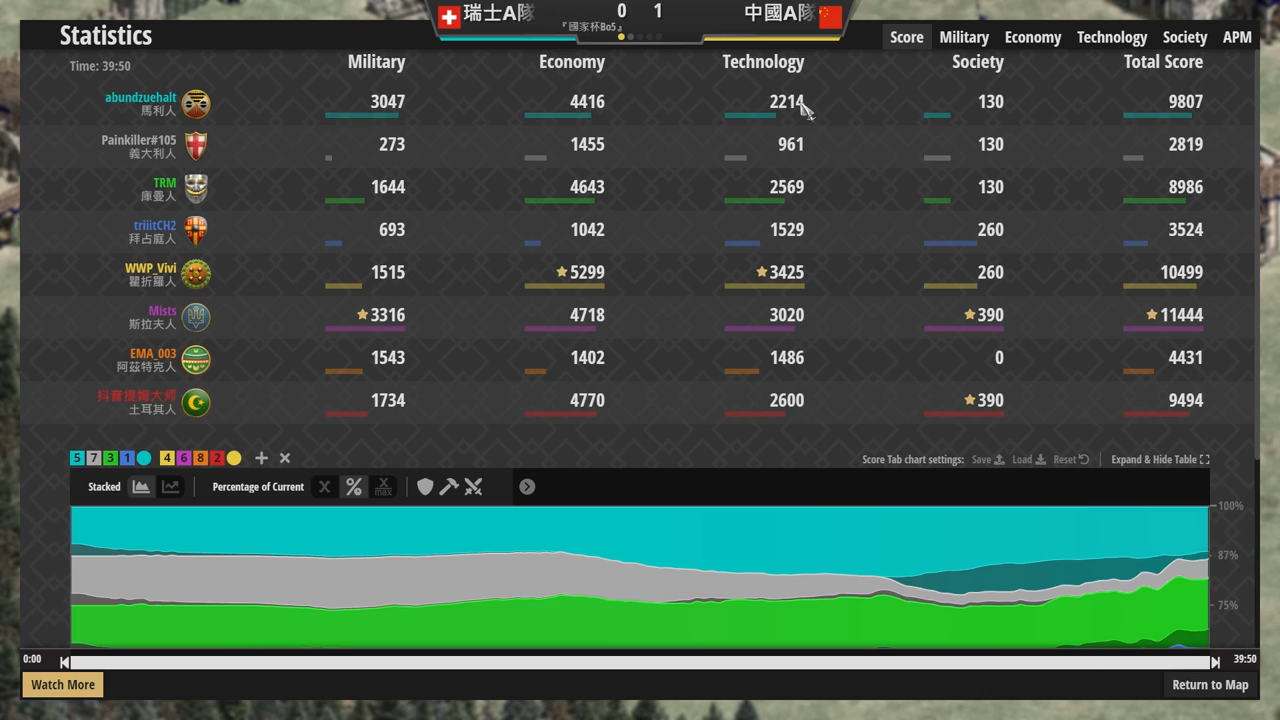 瑞士A隊 0 1 中國A隊
『國家杯Bo5』
Statistics
Score Military Economy Technology Society APM
Time: 39:50 Military Economy Technology Society Total Score
abundzuehalt
馬利人
3047 4416 2214 130 9807
Painkiller#105
義大利人
273 1455 961 130 2819
TRM
庫曼人
1644 4643 2569 130 8986
triiitCH2
拜占庭人
693 1042 1529 260 3524
WWP_Vivi
瞿折羅人
1515 5299 3425 260 10499
Mists
斯拉夫人
3316 4718 3020 390 11444
EMA_003
阿茲特克人
1543 1402 1486 0 4431
土耳其人
1734 4770 2600 390 9494
5 7 3 1 4 6 8 2
Score Tab chart settings: Save Load Reset Expand & Hide Table
Stacked Percentage of Current X % X max
100%
87%
75%
0:00 39:50
Watch More Return to Map